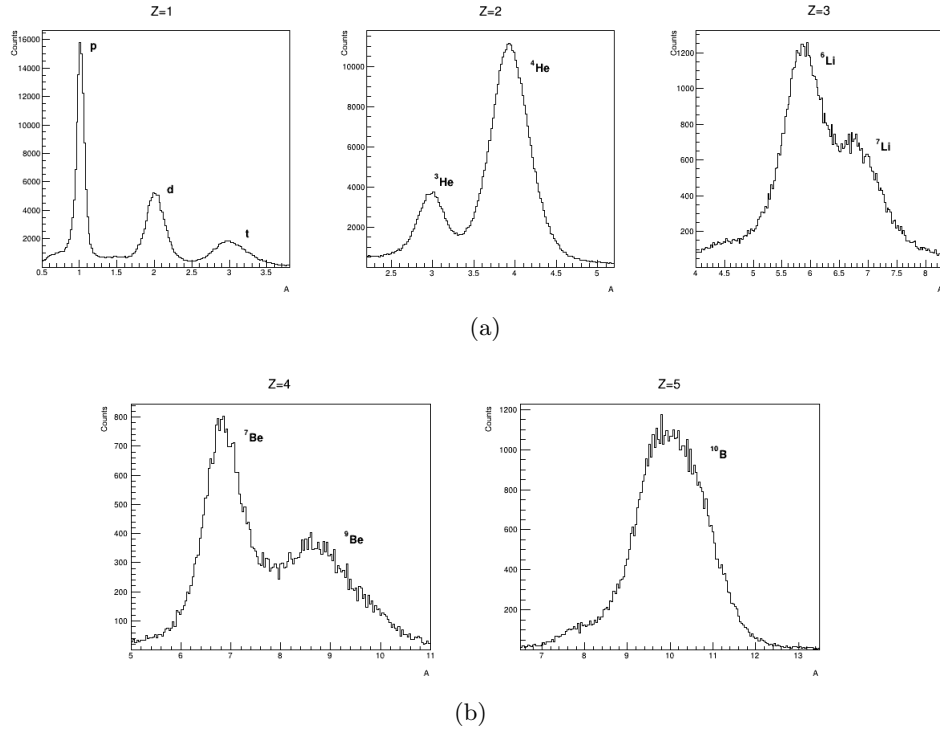 Z=1
Counts
16000
14000
12000
10000
8000
6000
4000
2000
p
d
t
0.5 1 1.5 2 2.5 3 3.5
A
Z=2
Counts
10000
8000
6000
4000
2000
³He
⁴He
2.5 3 3.5 4 4.5 5
A
Z=3
Counts
1200
1000
800
600
400
200
⁶Li
⁷Li
4 4.5 5 5.5 6 6.5 7 7.5 8
A
(a)
Z=4
Counts
800
700
600
500
400
300
200
100
⁷Be
⁹Be
5 6 7 8 9 10 11
A
Z=5
Counts
1200
1000
800
600
400
200
¹⁰B
7 8 9 10 11 12 13
A
(b)